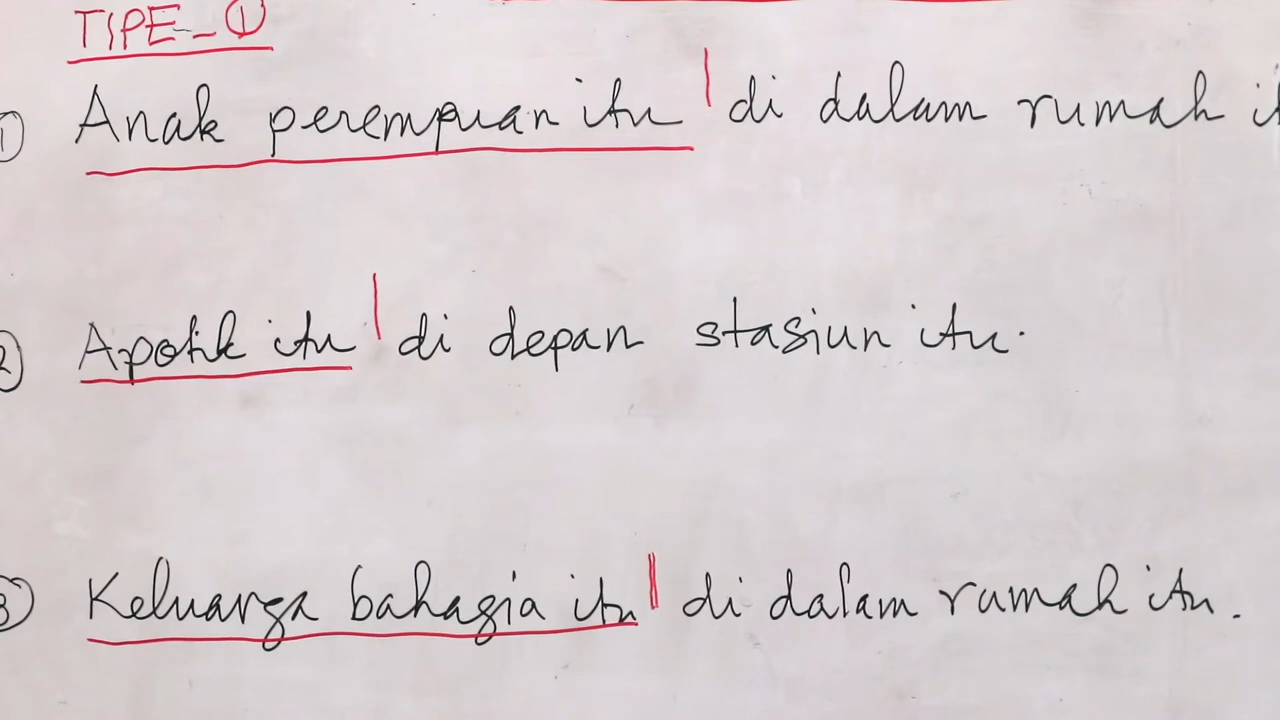 TIPE-①
① Anak perempuan itu | di dalam rumah
② Apotik itu | di depan stasiun itu.
③ Keluarga bahagia itu | di dalam rumah itu.